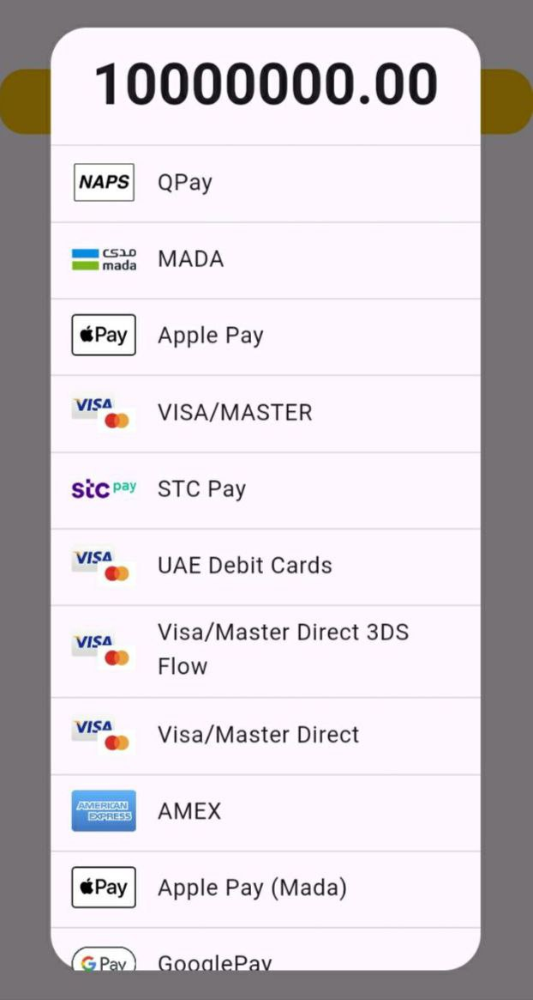 10000000.00
NAPS
QPay
مدى
mada
MADA
Pay
Apple Pay
VISA
VISA/MASTER
stc pay
STC Pay
VISA
UAE Debit Cards
VISA
Visa/Master Direct 3DS
Flow
VISA
Visa/Master Direct
AMERICAN
EXPRESS
AMEX
Pay
Apple Pay (Mada)
G Pay
GooglePay